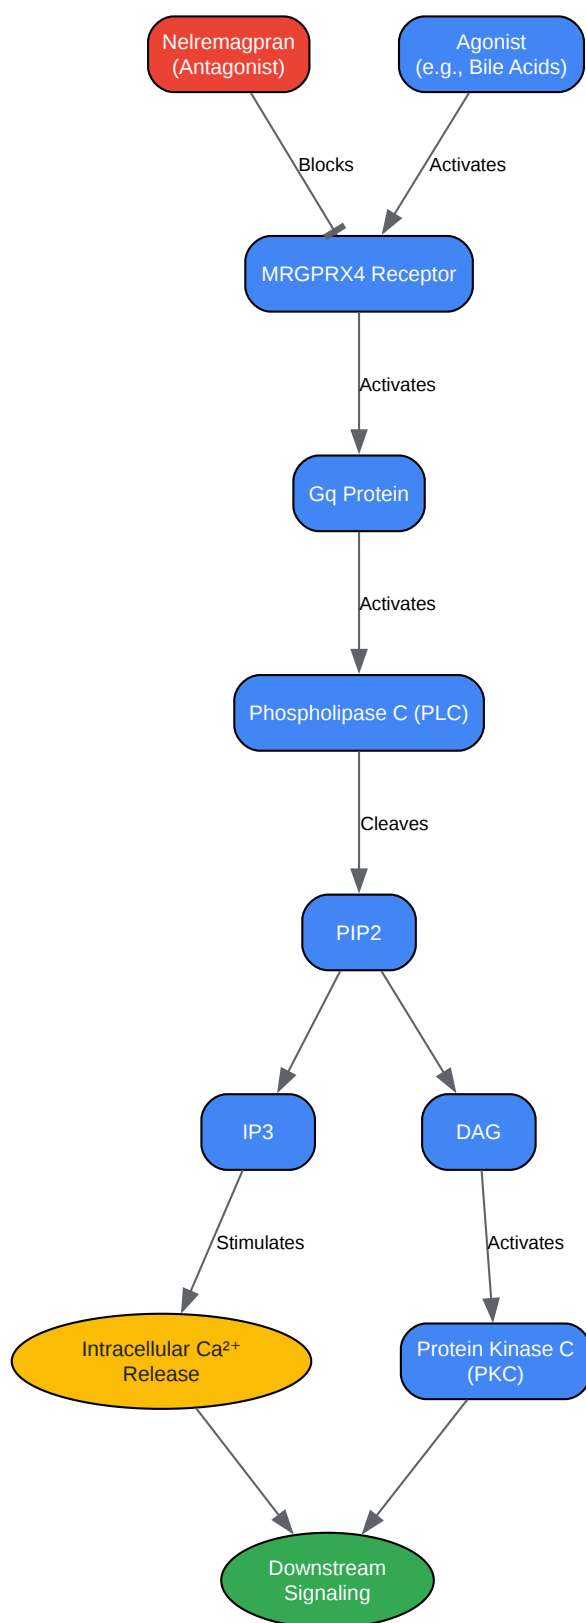 Nelremagpran
(Antagonist)
Agonist
(e.g., Bile Acids)
Blocks
Activates
MRGPRX4 Receptor
Activates
Gq Protein
Activates
Phospholipase C (PLC)
Cleaves
PIP2
IP3
DAG
Stimulates
Activates
Intracellular Ca²⁺
Release
Protein Kinase C
(PKC)
Downstream
Signaling